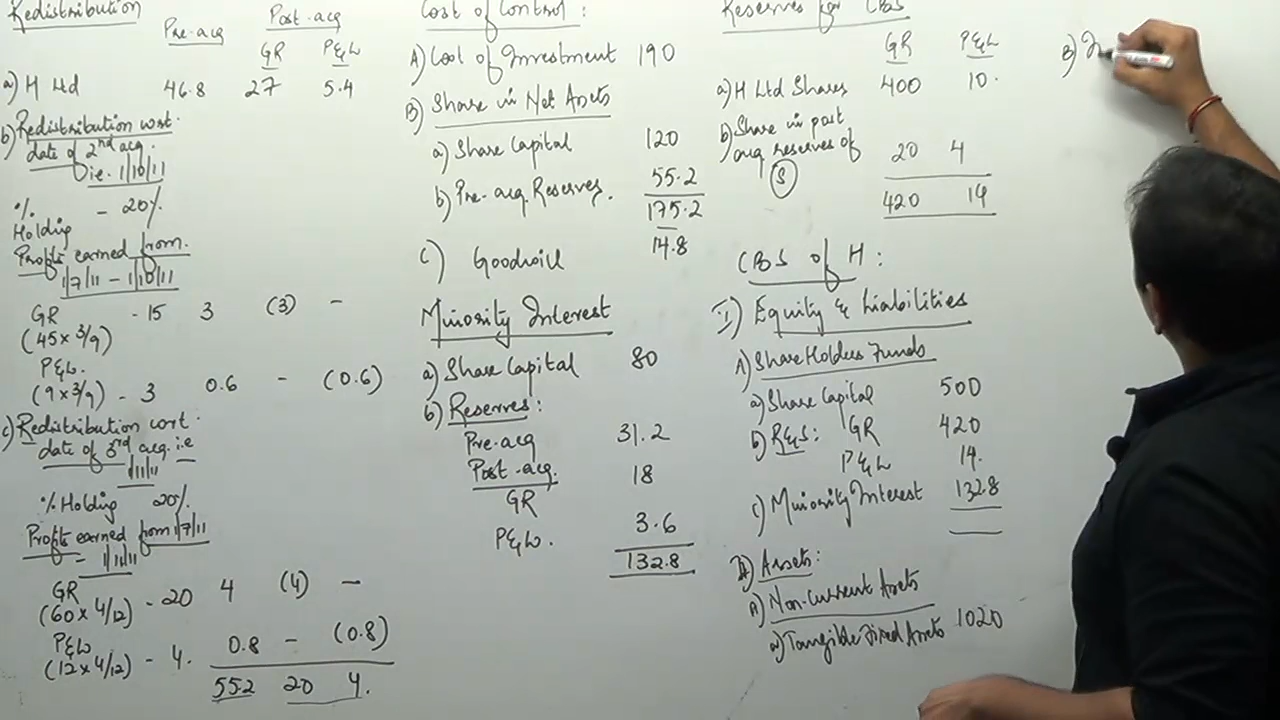 Redistribution
Pre-acq Post-acq
GR P&L
a) H Ltd 46.8 27 5.4
b) Redistribution wort.
date of 2nd acq.
i.e. 1/10/11
% Holding - 20%
Profits earned from.
1/7/11 – 1/10/11
GR - 15 3 (3) -
(45 x 3/9)
P&L.
(9 x 3/9) - 3 0.6 - (0.6)
c) Redistribution wort:
date of 3rd acq. i.e
1/11/11
% Holding 20%
Profits earned from 1/7/11
- 1/11/11
GR
(60 x 4/12) - 20 4 (4) —
P&L
(12 x 4/12) - 4. 0.8 - (0.8)
55.2 20 4.
Cost of Control:
A) Cost of Investment 190
B) Share in Net Assets
a) Share Capital 120
b) Pre-acq Reserves. 55.2
175.2
C) Goodwill 14.8
Minority Interest
a) Share Capital 80
b) Reserves:
Pre-acq 31.2
Post-acq.
GR 18
P&L. 3.6
132.8
Reserves for CBS
GR P&L
a) H Ltd Shares 400 10.
b) Share in post
acq reserves of 20 4
S
420 14
CBS of H:
I) Equity & Liabilities
A) ShareHolders Funds
a) Share Capital 500
b) R&S: GR 420
P&L 14.
c) Minority Interest 132.8
II) Assets:
A) Non-current Assets
a) Tangible Fixed Assets 1020
B)